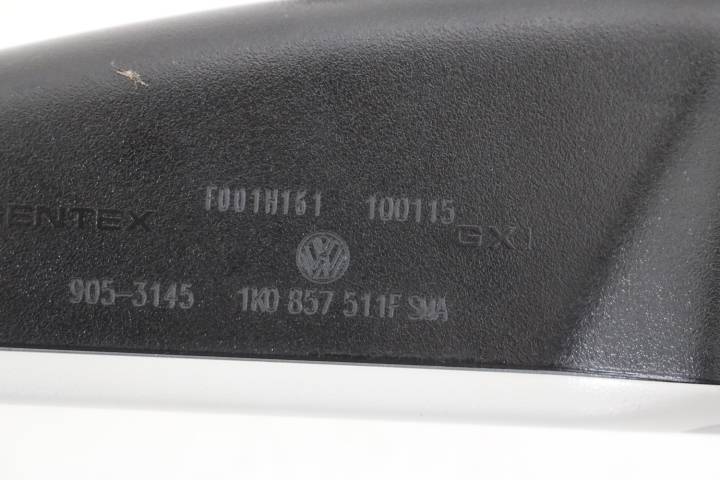 F001H161 100115
ENTEX GX
905-3145 1K0 857 511F SMA